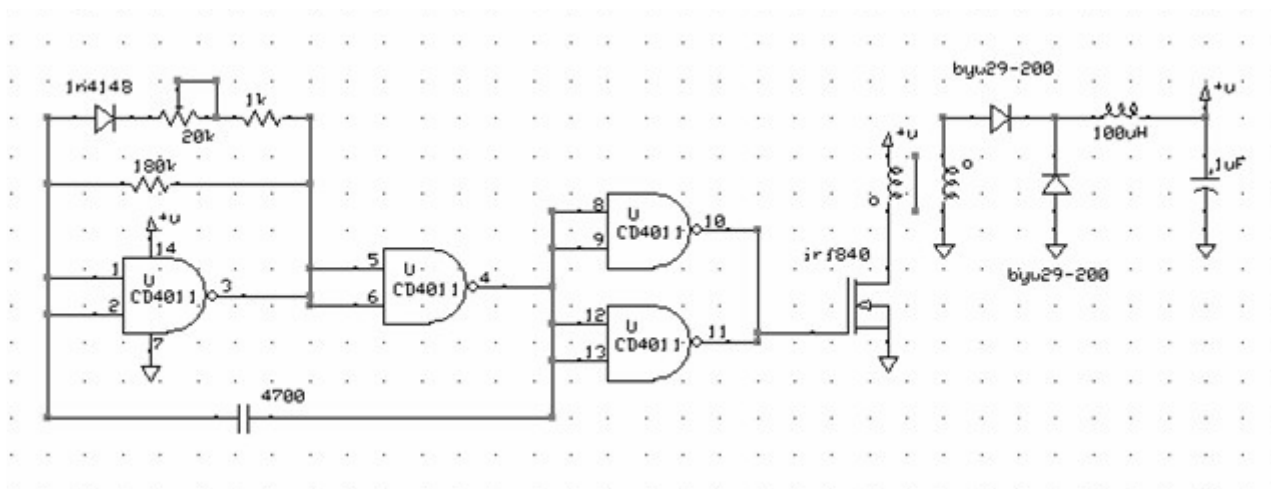 byw29-200
1n4148
1k
+v
20k
+v
100uH
180k
1uF
+v
8
U
10
14
CD4011
9
1
U
3
5
U
4
irf840
CD4011
CD4011
2
6
12
U
11
byw29-200
7
CD4011
13
4700